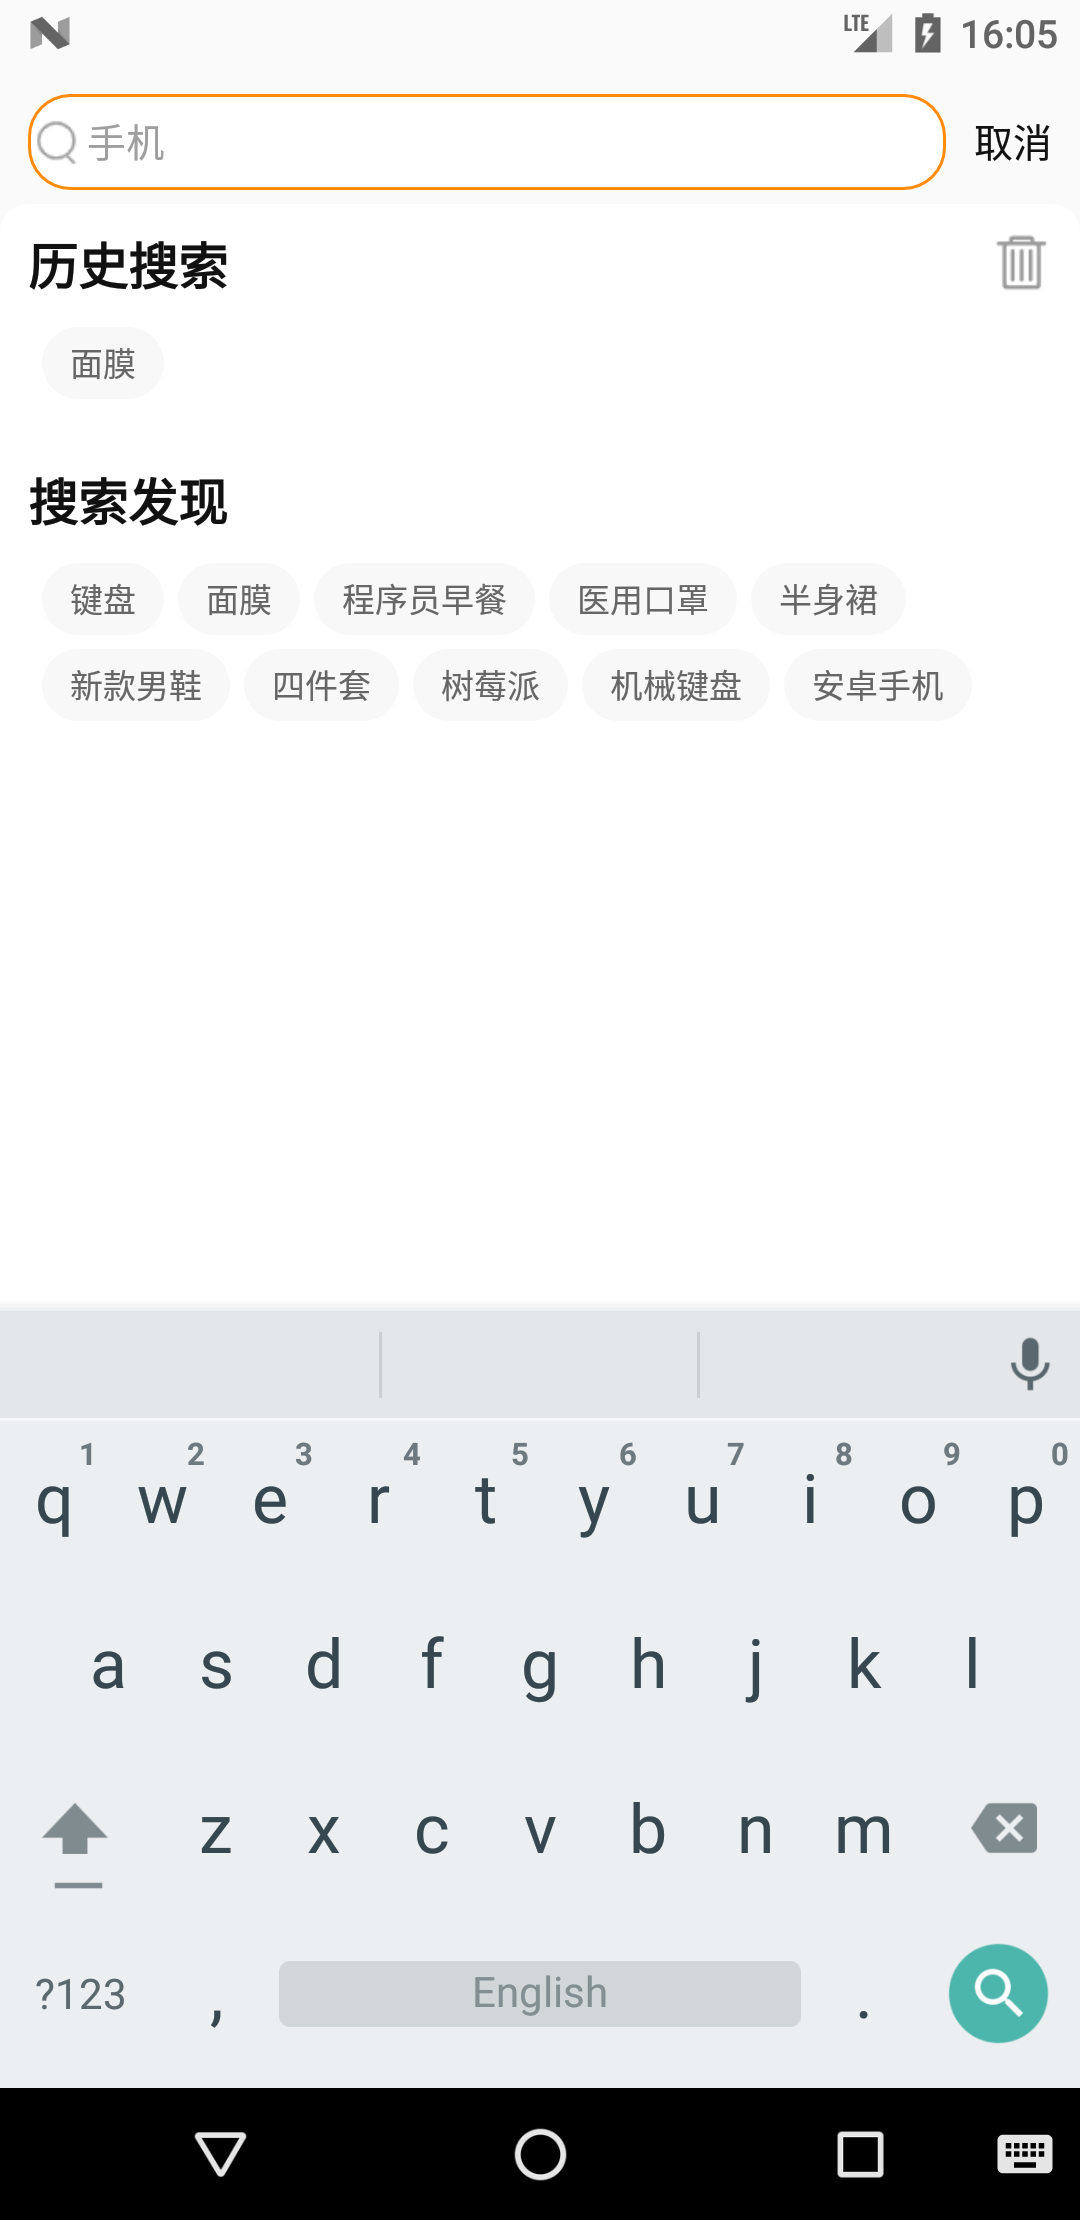 LTE 16:05
手机 取消
历史搜索
面膜
搜索发现
键盘 面膜 程序员早餐 医用口罩 半身裙
新款男鞋 四件套 树莓派 机械键盘 安卓手机
1 2 3 4 5 6 7 8 9 0
q w e r t y u i o p
a s d f g h j k l
z x c v b n m
?123 , English .